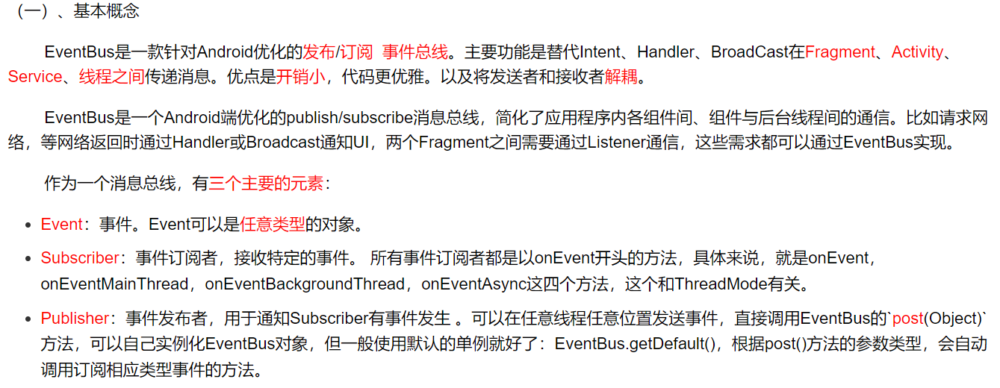 （一）、基本概念
EventBus是一款针对Android优化的发布/订阅 事件总线。主要功能是替代Intent、Handler、BroadCast在Fragment、Activity、
Service、线程之间传递消息。优点是开销小，代码更优雅。以及将发送者和接收者解耦。
EventBus是一个Android端优化的publish/subscribe消息总线，简化了应用程序内各组件间、组件与后台线程间的通信。比如请求网
络，等网络返回时通过Handler或Broadcast通知UI，两个Fragment之间需要通过Listener通信，这些需求都可以通过EventBus实现。
作为一个消息总线，有三个主要的元素：
• Event：事件。Event可以是任意类型的对象。
• Subscriber：事件订阅者，接收特定的事件。 所有事件订阅者都是以onEvent开头的方法，具体来说，就是onEvent，
onEventMainThread，onEventBackgroundThread，onEventAsync这四个方法，这个和ThreadMode有关。
• Publisher：事件发布者，用于通知Subscriber有事件发生 。可以在任意线程任意位置发送事件，直接调用EventBus的`post(Object)`
方法，可以自己实例化EventBus对象，但一般使用默认的单例就好了：EventBus.getDefault()，根据post()方法的参数类型，会自动
调用订阅相应类型事件的方法。